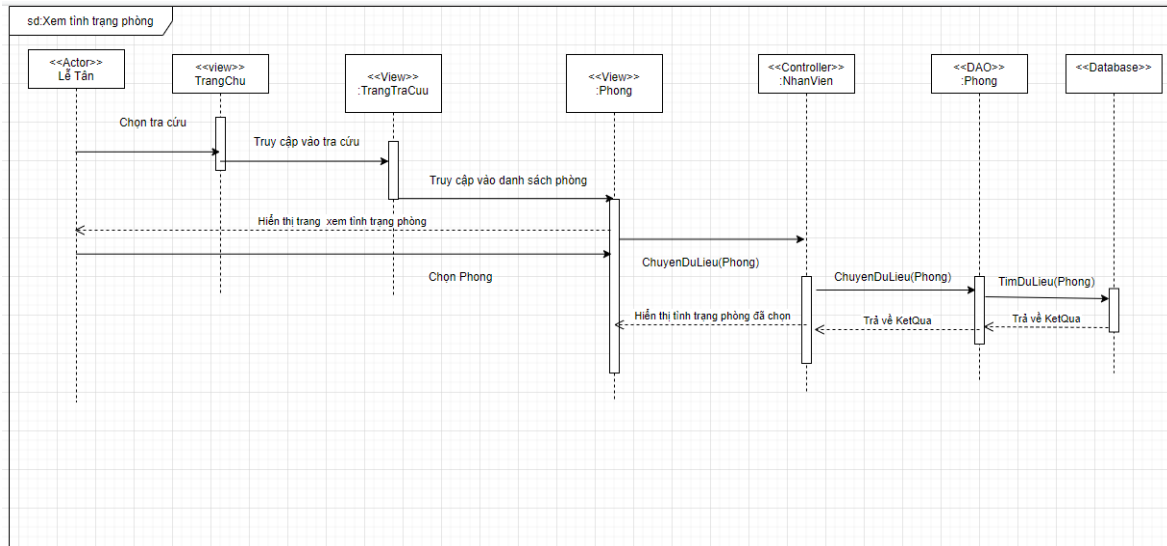 sd:Xem tình trạng phòng
<<Actor>>
Lễ Tân
<<view>>
TrangChu
<<View>>
:TrangTraCuu
<<View>>
:Phong
<<Controller>>
:NhanVien
<<DAO>>
:Phong
<<Database>>
Chọn tra cứu
Truy cập vào tra cứu
Truy cập vào danh sách phòng
Hiển thị trang xem tình trạng phòng
ChuyenDuLieu(Phong)
Chọn Phong
ChuyenDuLieu(Phong)
TimDuLieu(Phong)
Hiển thị tình trạng phòng đã chọn
Trả về KetQua
Trả về KetQua